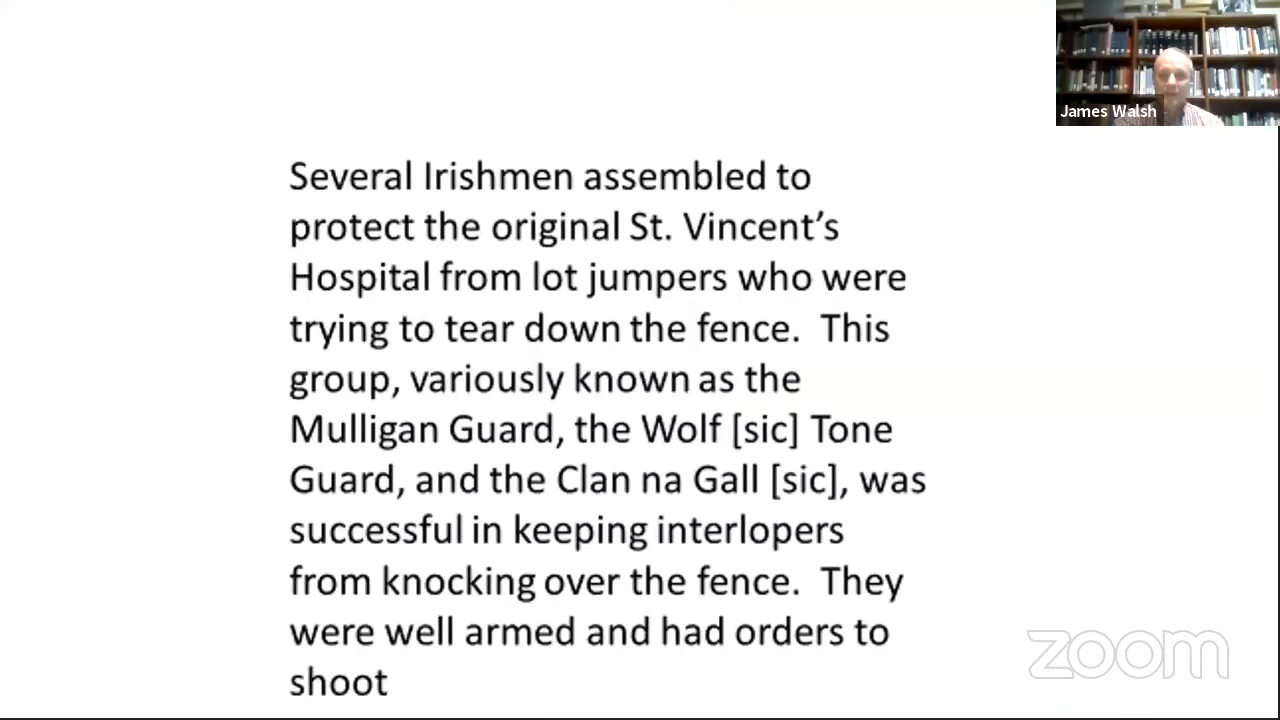 James Walsh
Several Irishmen assembled to
protect the original St. Vincent’s
Hospital from lot jumpers who were
trying to tear down the fence.  This
group, variously known as the
Mulligan Guard, the Wolf [sic] Tone
Guard, and the Clan na Gall [sic], was
successful in keeping interlopers
from knocking over the fence.  They
were well armed and had orders to
shoot
zoom